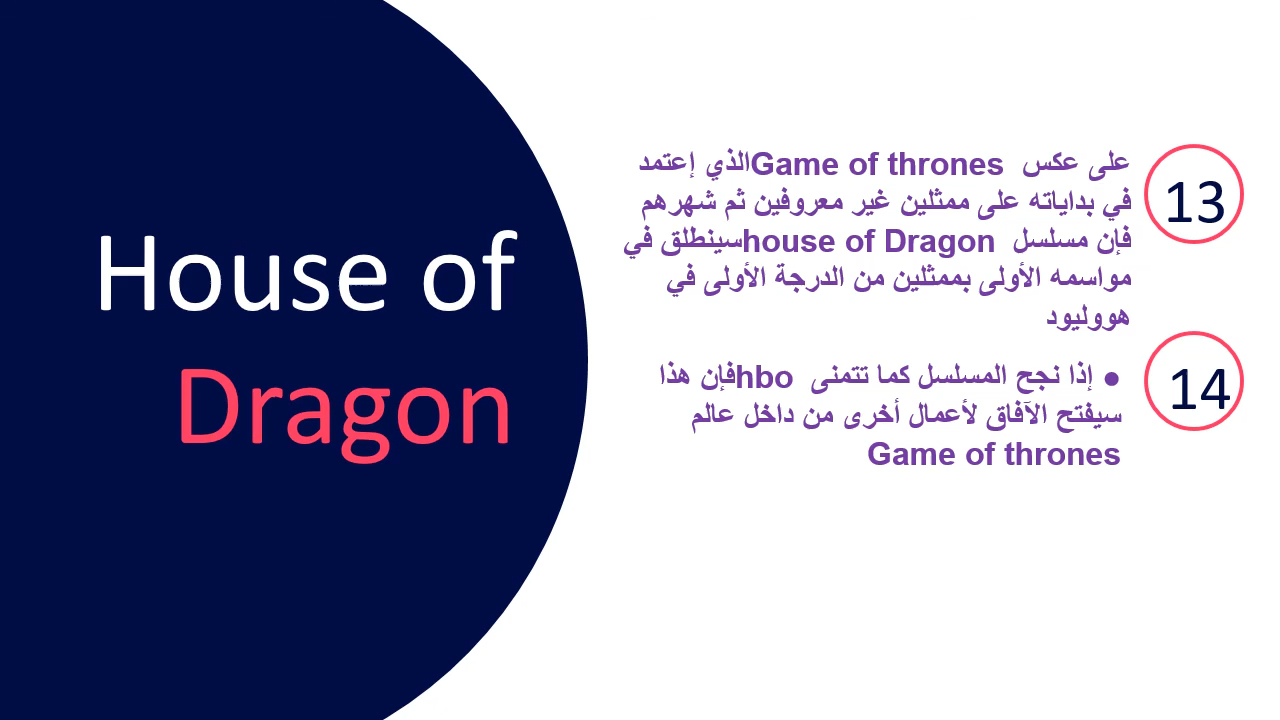 House of
Dragon
13
على عكس Game of thrones الذي إعتمد
في بداياته على ممثلين غير معروفين ثم شهرهم
فإن مسلسل house of Dragon سينطلق في
مواسمه الأولى بممثلين من الدرجة الأولى في
هووليود
14
● إذا نجح المسلسل كما تتمنى hbo فإن هذا
سيفتح الآفاق لأعمال أخرى من داخل عالم
Game of thrones